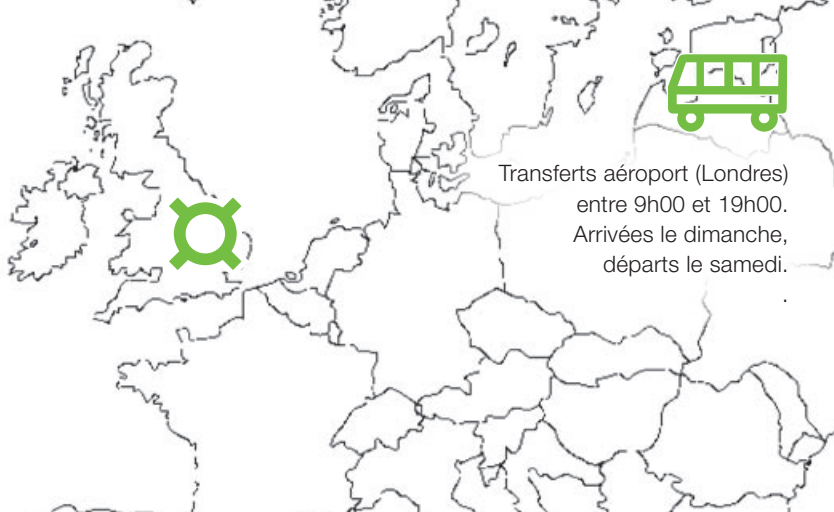 Transferts aéroport (Londres)
entre 9h00 et 19h00.
Arrivées le dimanche,
départs le samedi.
.